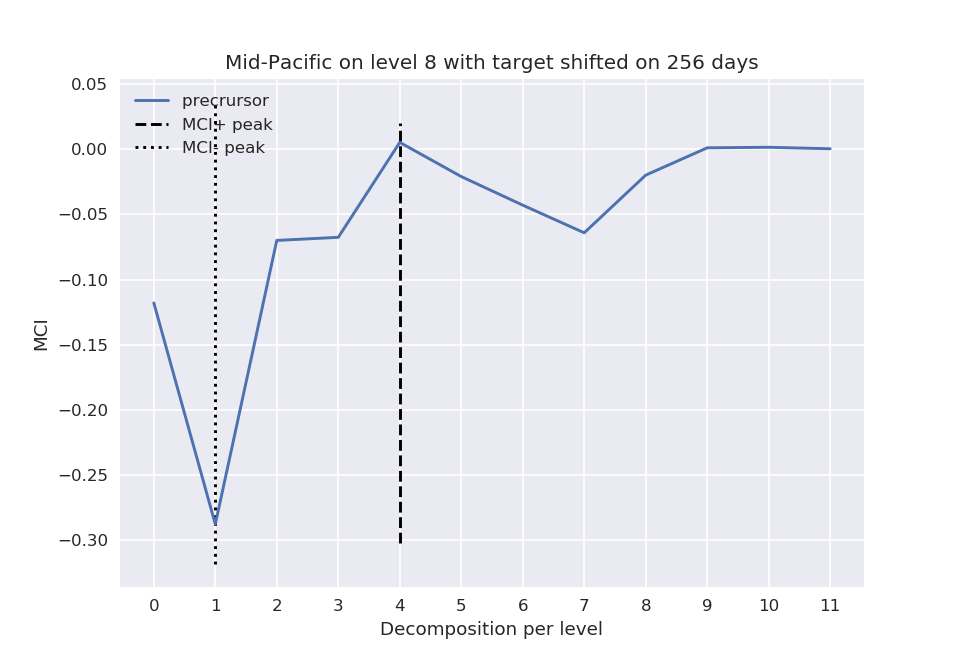 Mid-Pacific on level 8 with target shifted on 256 days
0.05
0.00
−0.05
−0.10
−0.15
−0.20
−0.25
−0.30
MCI
precrursor
MCI+ peak
MCI- peak
0 1 2 3 4 5 6 7 8 9 10 11
Decomposition per level